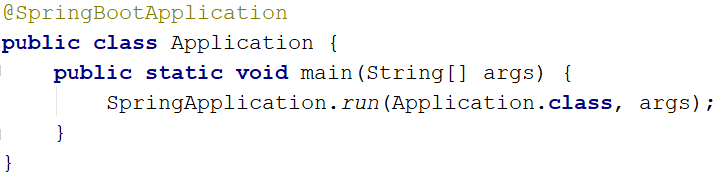 @SpringBootApplication
public class Application {
    public static void main(String[] args) {
        SpringApplication.run(Application.class, args);
    }
}